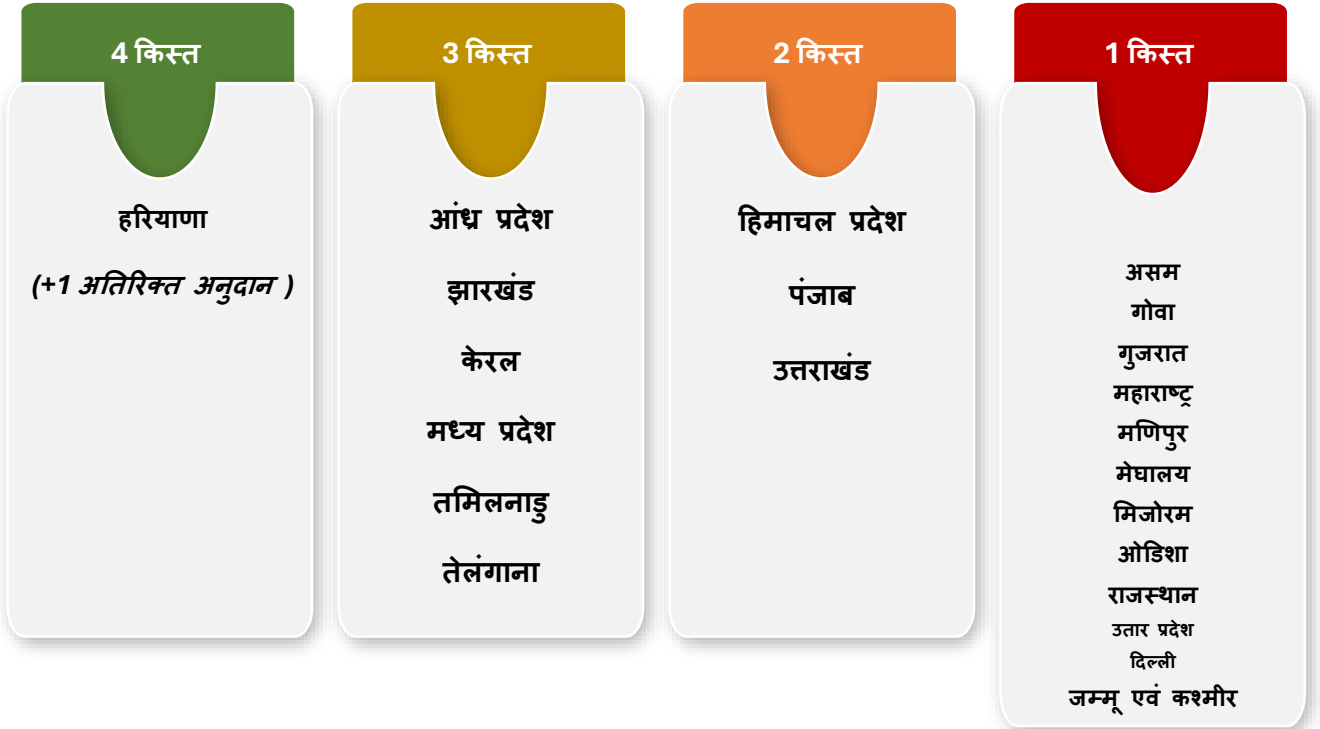 4 किस्त
हरियाणा
(+1 अतिरिक्त अनुदान )
3 किस्त
आंध्र प्रदेश
झारखंड
केरल
मध्य प्रदेश
तमिलनाडु
तेलंगाना
2 किस्त
हिमाचल प्रदेश
पंजाब
उत्तराखंड
1 किस्त
असम
गोवा
गुजरात
महाराष्ट्र
मणिपुर
मेघालय
मिजोरम
ओडिशा
राजस्थान
उतार प्रदेश
दिल्ली
जम्मू एवं कश्मीर